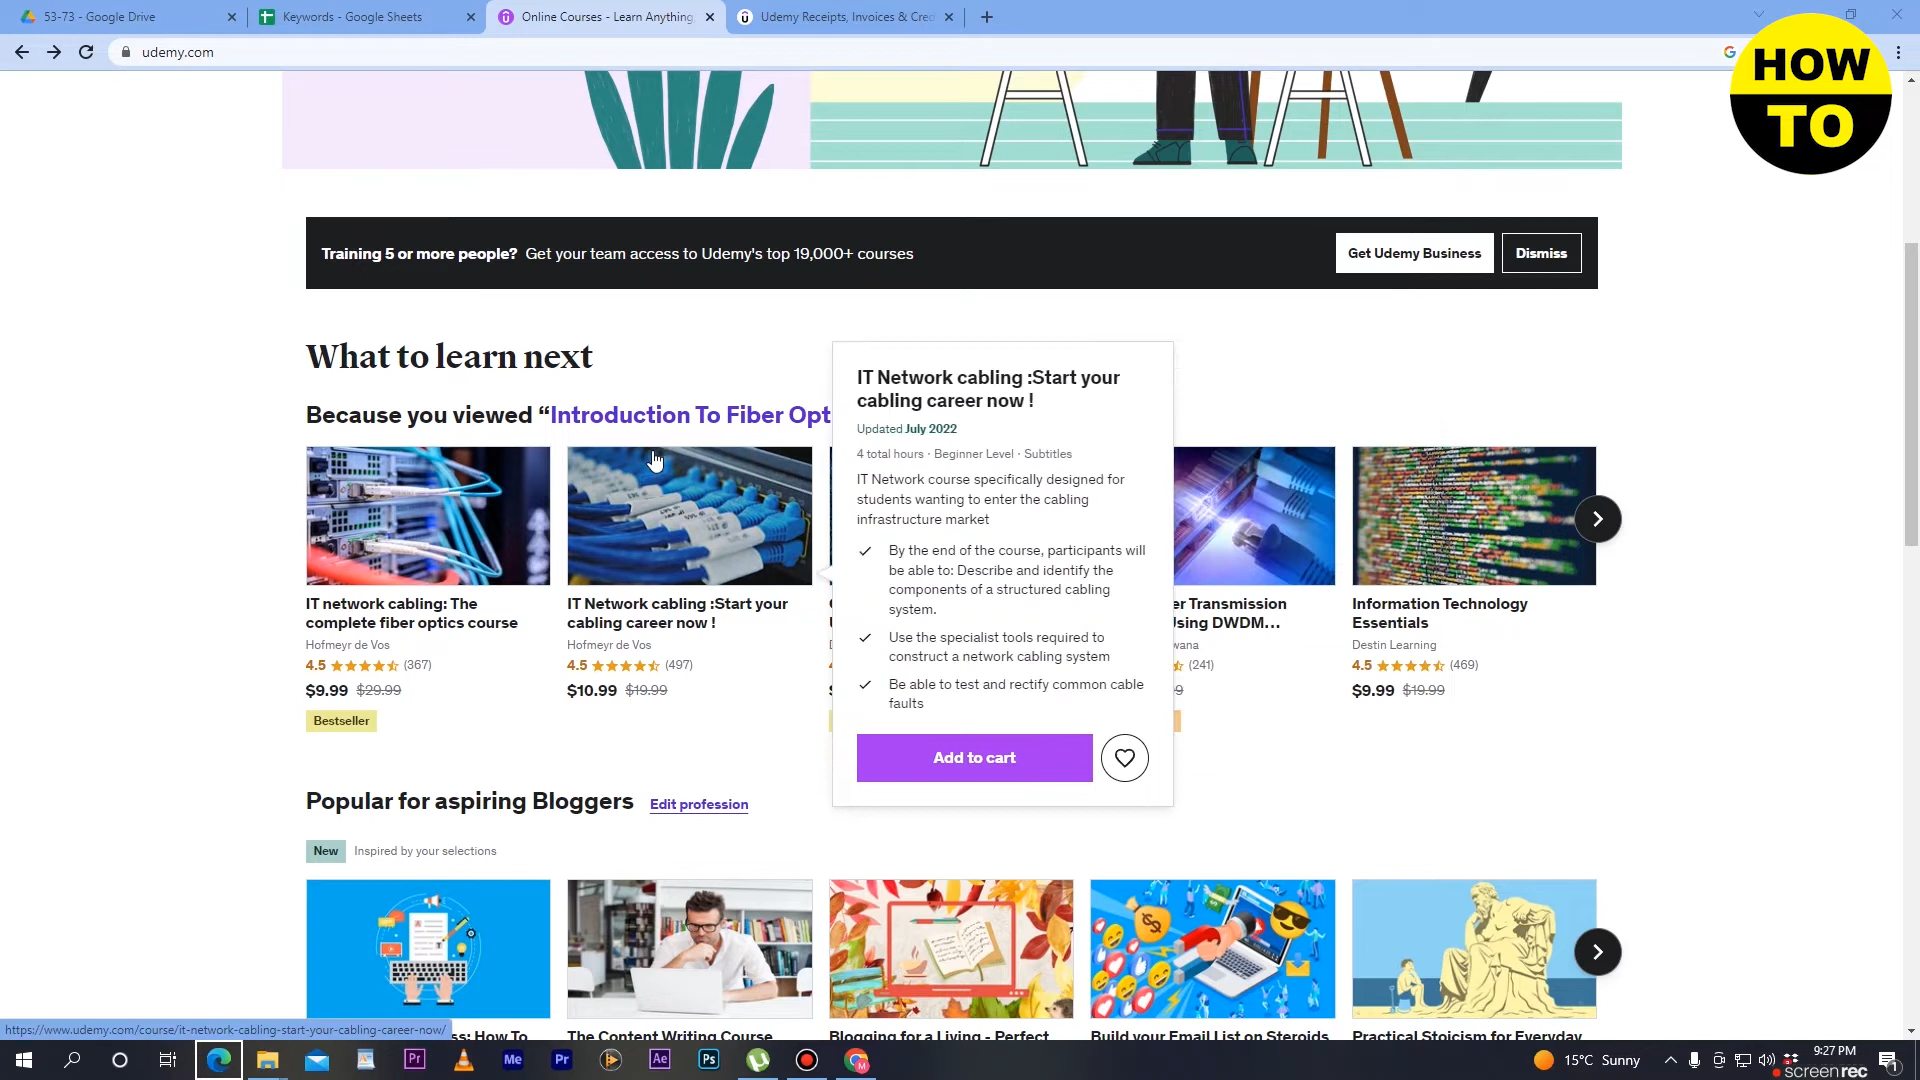 53-73 - Google Drive
Keywords - Google Sheets
Online Courses - Learn Anything,
Udemy Receipts, Invoices & Cred
udemy.com
HOW
TO
Training 5 or more people? Get your team access to Udemy's top 19,000+ courses
Get Udemy Business
Dismiss
What to learn next
Because you viewed “Introduction To Fiber Opt
IT Network cabling :Start your
cabling career now !
Updated July 2022
4 total hours · Beginner Level · Subtitles
IT Network course specifically designed for
students wanting to enter the cabling
infrastructure market
By the end of the course, participants will
be able to: Describe and identify the
components of a structured cabling
system.
Use the specialist tools required to
construct a network cabling system
Be able to test and rectify common cable
faults
Add to cart
IT network cabling: The
complete fiber optics course
Hofmeyr de Vos
4.5 (367)
$9.99 $29.99
Bestseller
IT Network cabling :Start your
cabling career now !
Hofmeyr de Vos
4.5 (497)
$10.99 $19.99
er Transmission
Using DWDM...
wana
(241)
Information Technology
Essentials
Destin Learning
4.5 (469)
$9.99 $19.99
Popular for aspiring Bloggers
Edit profession
New
Inspired by your selections
ss: How To
The Content Writing Course
Blogging for a Living - Perfect
Build your Email List on Steroids
Practical Stoicism for Everyday
https://www.udemy.com/course/it-network-cabling-start-your-cabling-career-now/
Pr
Me
Pr
Ae
Ps
M
15°C Sunny
9:27 PM
1
screenrec